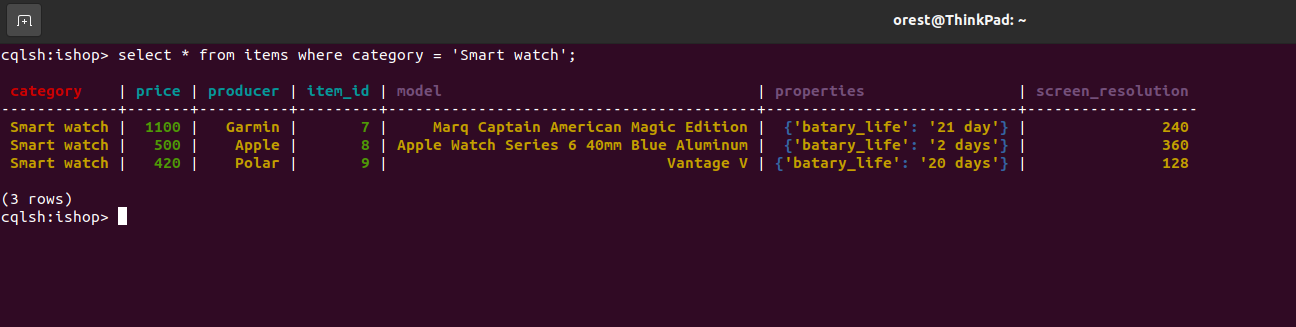 orest@ThinkPad: ~
cqlsh:ishop> select * from items where category = 'Smart watch';
 category    | price | producer | item_id | model                                   | properties                 | screen_resolution
-------------+-------+----------+---------+-----------------------------------------+----------------------------+-------------------
 Smart watch |  1100 |   Garmin |       7 |     Marq Captain American Magic Edition |  {'batary_life': '21 day'} |               240
 Smart watch |   500 |    Apple |       8 | Apple Watch Series 6 40mm Blue Aluminum |  {'batary_life': '2 days'} |               360
 Smart watch |   420 |    Polar |       9 |                               Vantage V | {'batary_life': '20 days'} |               128
(3 rows)
cqlsh:ishop>